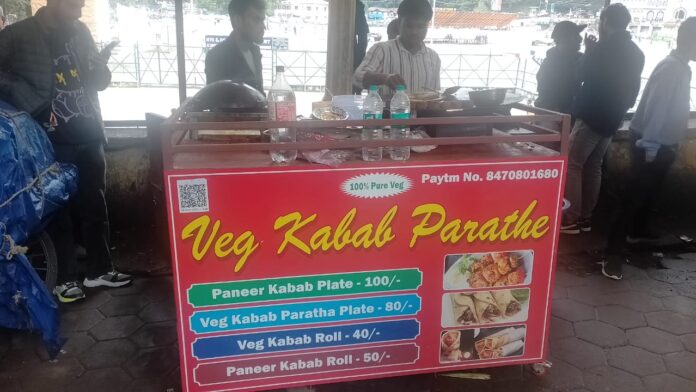 100% Pure Veg
Paytm No. 8470801680
Veg Kabab Parathe
Paneer Kabab Plate - 100/-
Veg Kabab Paratha Plate - 80/-
Veg Kabab Roll - 40/-
Paneer Kabab Roll - 50/-